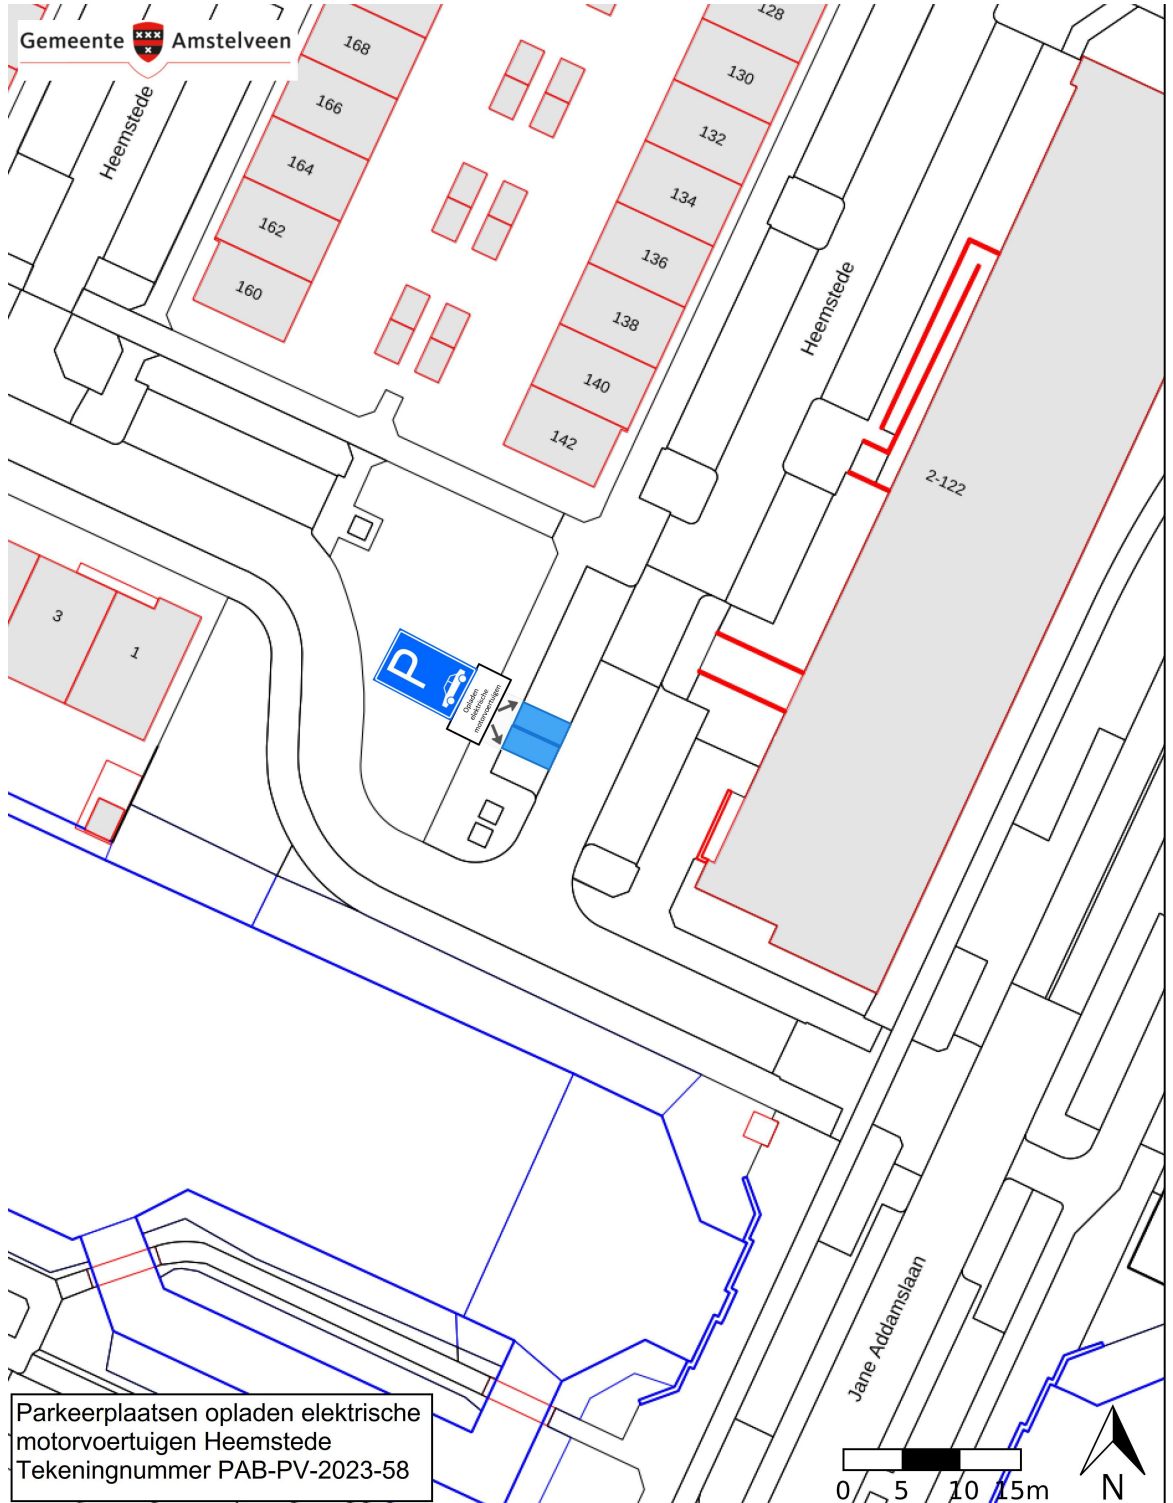 Gemeente Amstelveen
Heemstede
168
166
164
162
160
128
130
132
134
136
138
140
142
Heemstede
2-122
3
1
P
Opladen
elektrische
motorvoertuigen
Jane Addamslaan
Parkeerplaatsen opladen elektrische
motorvoertuigen Heemstede
Tekeningnummer PAB-PV-2023-58
0 5 10 15m
N